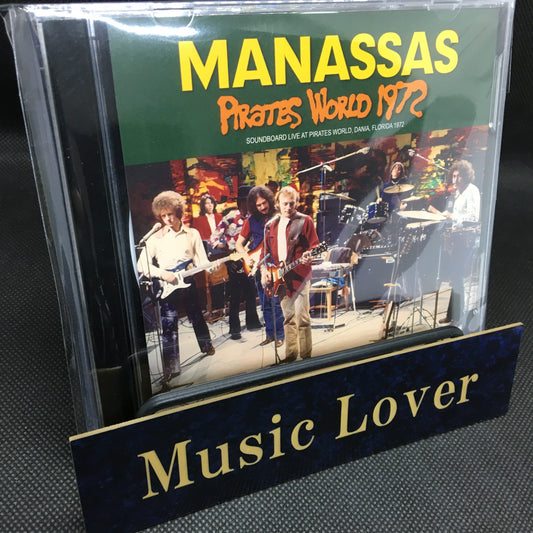 MANASSAS
PIRATES WORLD 1972
SOUNDBOARD LIVE AT PIRATES WORLD, DANIA, FLORIDA 1972
Music Lover